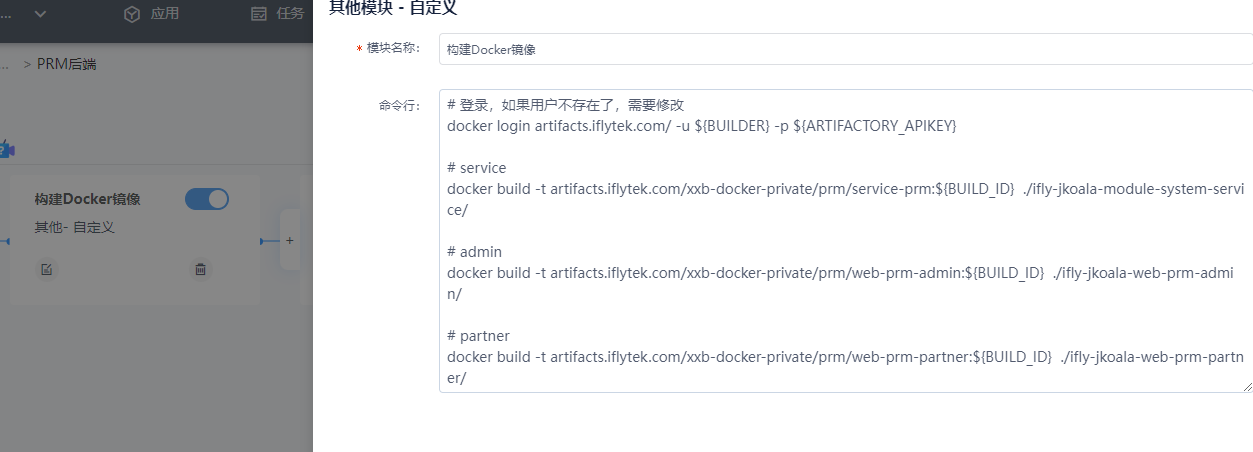 ... 应用 任务
其他模块 - 自定义
... > PRM后端
* 模块名称： 构建Docker镜像
命令行：
# 登录，如果用户不存在了，需要修改
docker login artifacts.iflytek.com/ -u ${BUILDER} -p ${ARTIFACTORY_APIKEY}
# service
docker build -t artifacts.iflytek.com/xxb-docker-private/prm/service-prm:${BUILD_ID}  ./ifly-jkoala-module-system-servi
ce/
# admin
docker build -t artifacts.iflytek.com/xxb-docker-private/prm/web-prm-admin:${BUILD_ID}  ./ifly-jkoala-web-prm-admi
n/
# partner
docker build -t artifacts.iflytek.com/xxb-docker-private/prm/web-prm-partner:${BUILD_ID}  ./ifly-jkoala-web-prm-partn
er/
构建Docker镜像
其他- 自定义
+